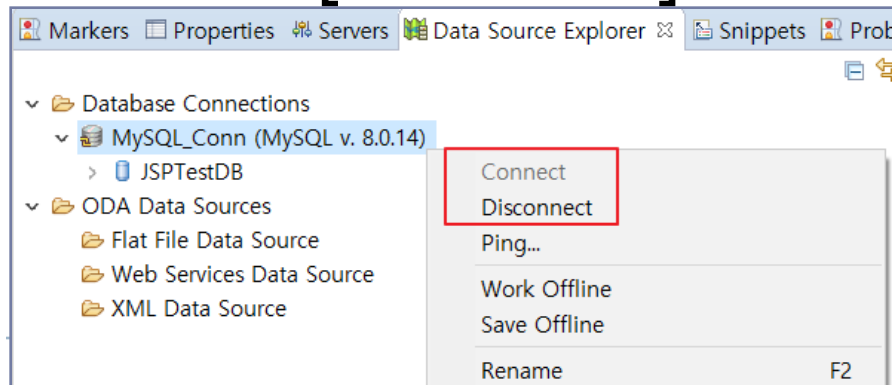 Markers Properties Servers Data Source Explorer Snippets
Database Connections
MySQL_Conn (MySQL v. 8.0.14)
JSPTestDB
ODA Data Sources
Flat File Data Source
Web Services Data Source
XML Data Source
Connect
Disconnect
Ping...
Work Offline
Save Offline
Rename F2